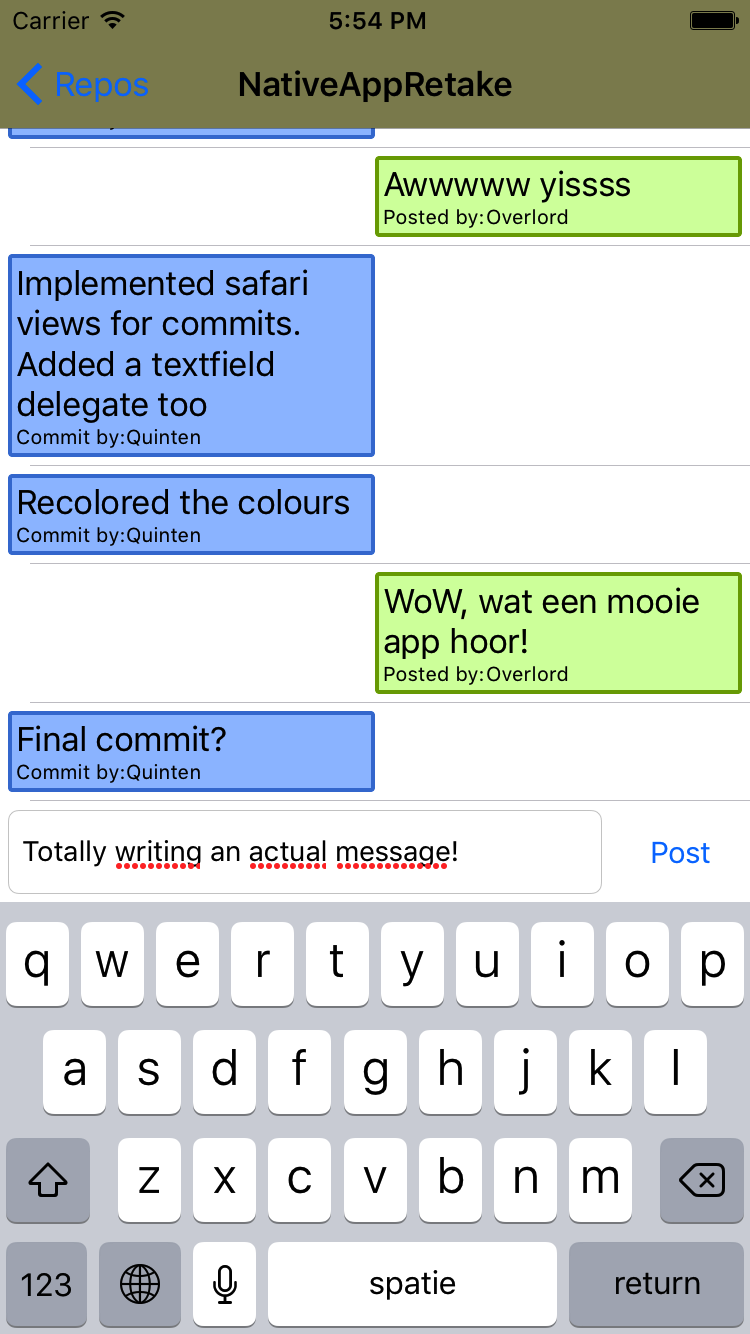 Carrier 5:54 PM
Repos NativeAppRetake
Awwwww yissss
Posted by:Overlord
Implemented safari
views for commits.
Added a textfield
delegate too
Commit by:Quinten
Recolored the colours
Commit by:Quinten
WoW, wat een mooie
app hoor!
Posted by:Overlord
Final commit?
Commit by:Quinten
Totally writing an actual message! Post
q w e r t y u i o p
a s d f g h j k l
z x c v b n m
123 spatie return